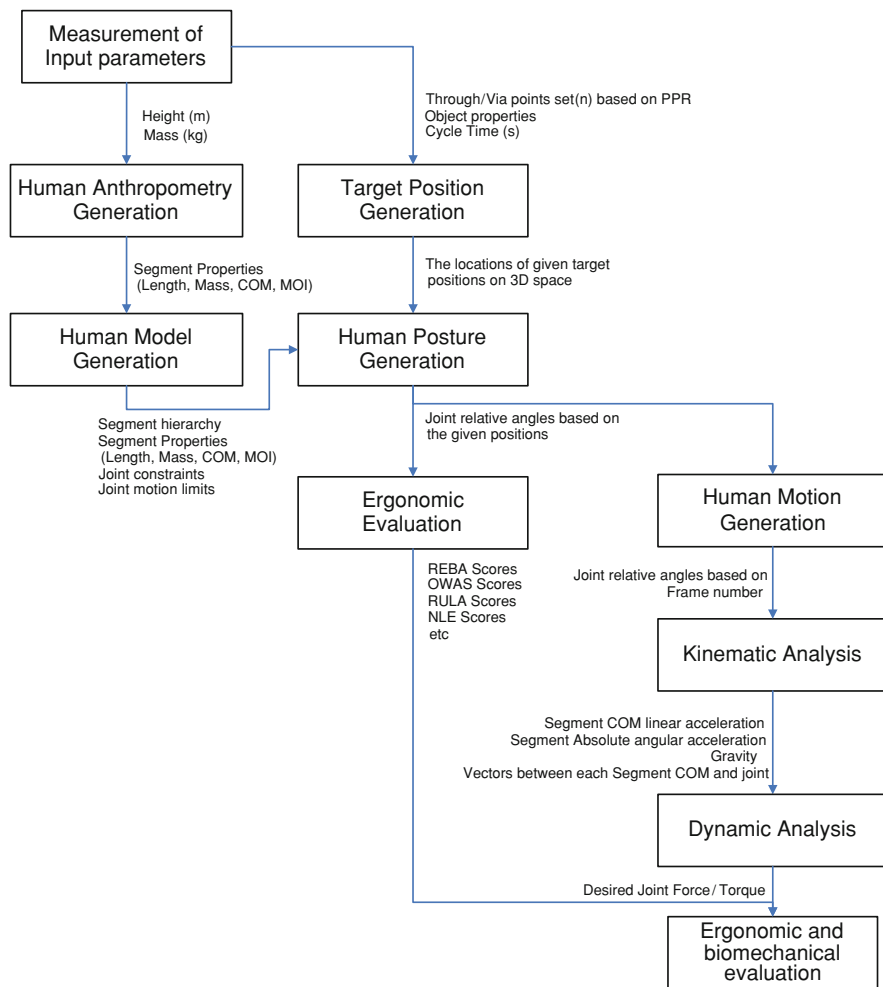 Measurement of
Input parameters
Height (m)
Mass (kg)
Through/Via points set(n) based on PPR
Object properties
Cycle Time (s)
Human Anthropometry
Generation
Target Position
Generation
Segment Properties
(Length, Mass, COM, MOI)
The locations of given target
positions on 3D space
Human Model
Generation
Human Posture
Generation
Segment hierarchy
Segment Properties
(Length, Mass, COM, MOI)
Joint constraints
Joint motion limits
Joint relative angles based on
the given positions
Ergonomic
Evaluation
Human Motion
Generation
REBA Scores
OWAS Scores
RULA Scores
NLE Scores
etc
Joint relative angles based on
Frame number
Kinematic Analysis
Segment COM linear acceleration
Segment Absolute angular acceleration
Gravity
Vectors between each Segment COM and joint
Dynamic Analysis
Desired Joint Force/ Torque
Ergonomic and
biomechanical
evaluation